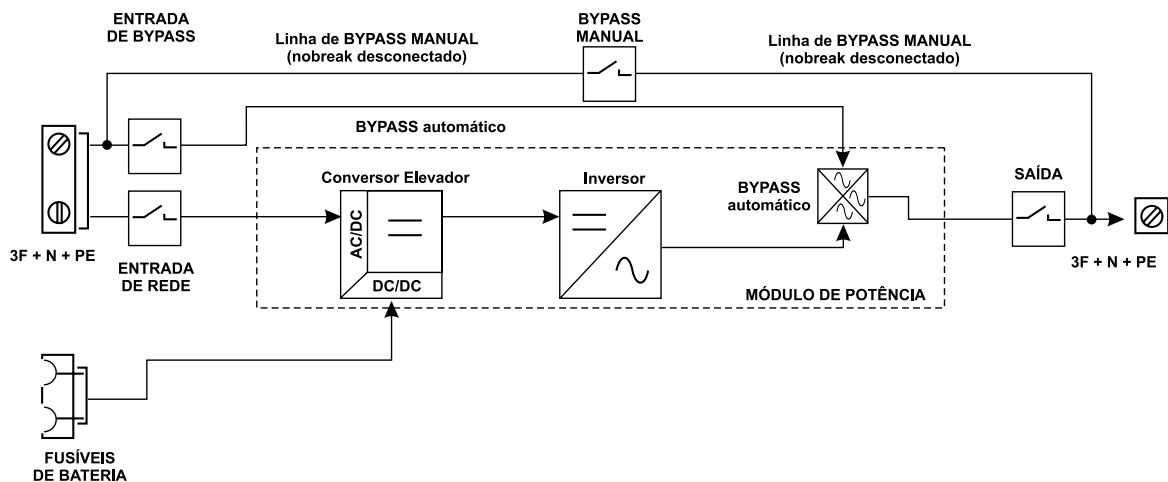 ENTRADA
DE BYPASS
Linha de BYPASS MANUAL
(nobreak desconectado)
BYPASS
MANUAL
Linha de BYPASS MANUAL
(nobreak desconectado)
BYPASS automático
Conversor Elevador
Inversor
BYPASS
automático
SAÍDA
AC/DC
DC/DC
3F + N + PE
ENTRADA
DE REDE
MÓDULO DE POTÊNCIA
3F + N + PE
FUSÍVEIS
DE BATERIA